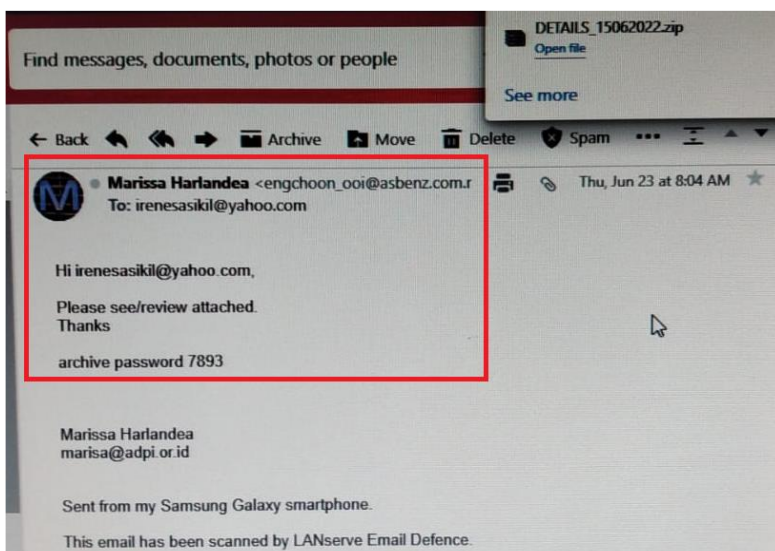 DETAILS_15062022.zip
Open file
See more
Find messages, documents, photos or people
Back Archive Move Delete Spam
M
Marissa Harlandea <engchoon_ooi@asbenz.com.r
Thu, Jun 23 at 8:04 AM
To: irenesasikil@yahoo.com
Hi irenesasikil@yahoo.com,
Please see/review attached.
Thanks
archive password 7893
Marissa Harlandea
marisa@adpi.or.id
Sent from my Samsung Galaxy smartphone.
This email has been scanned by LANserve Email Defence.